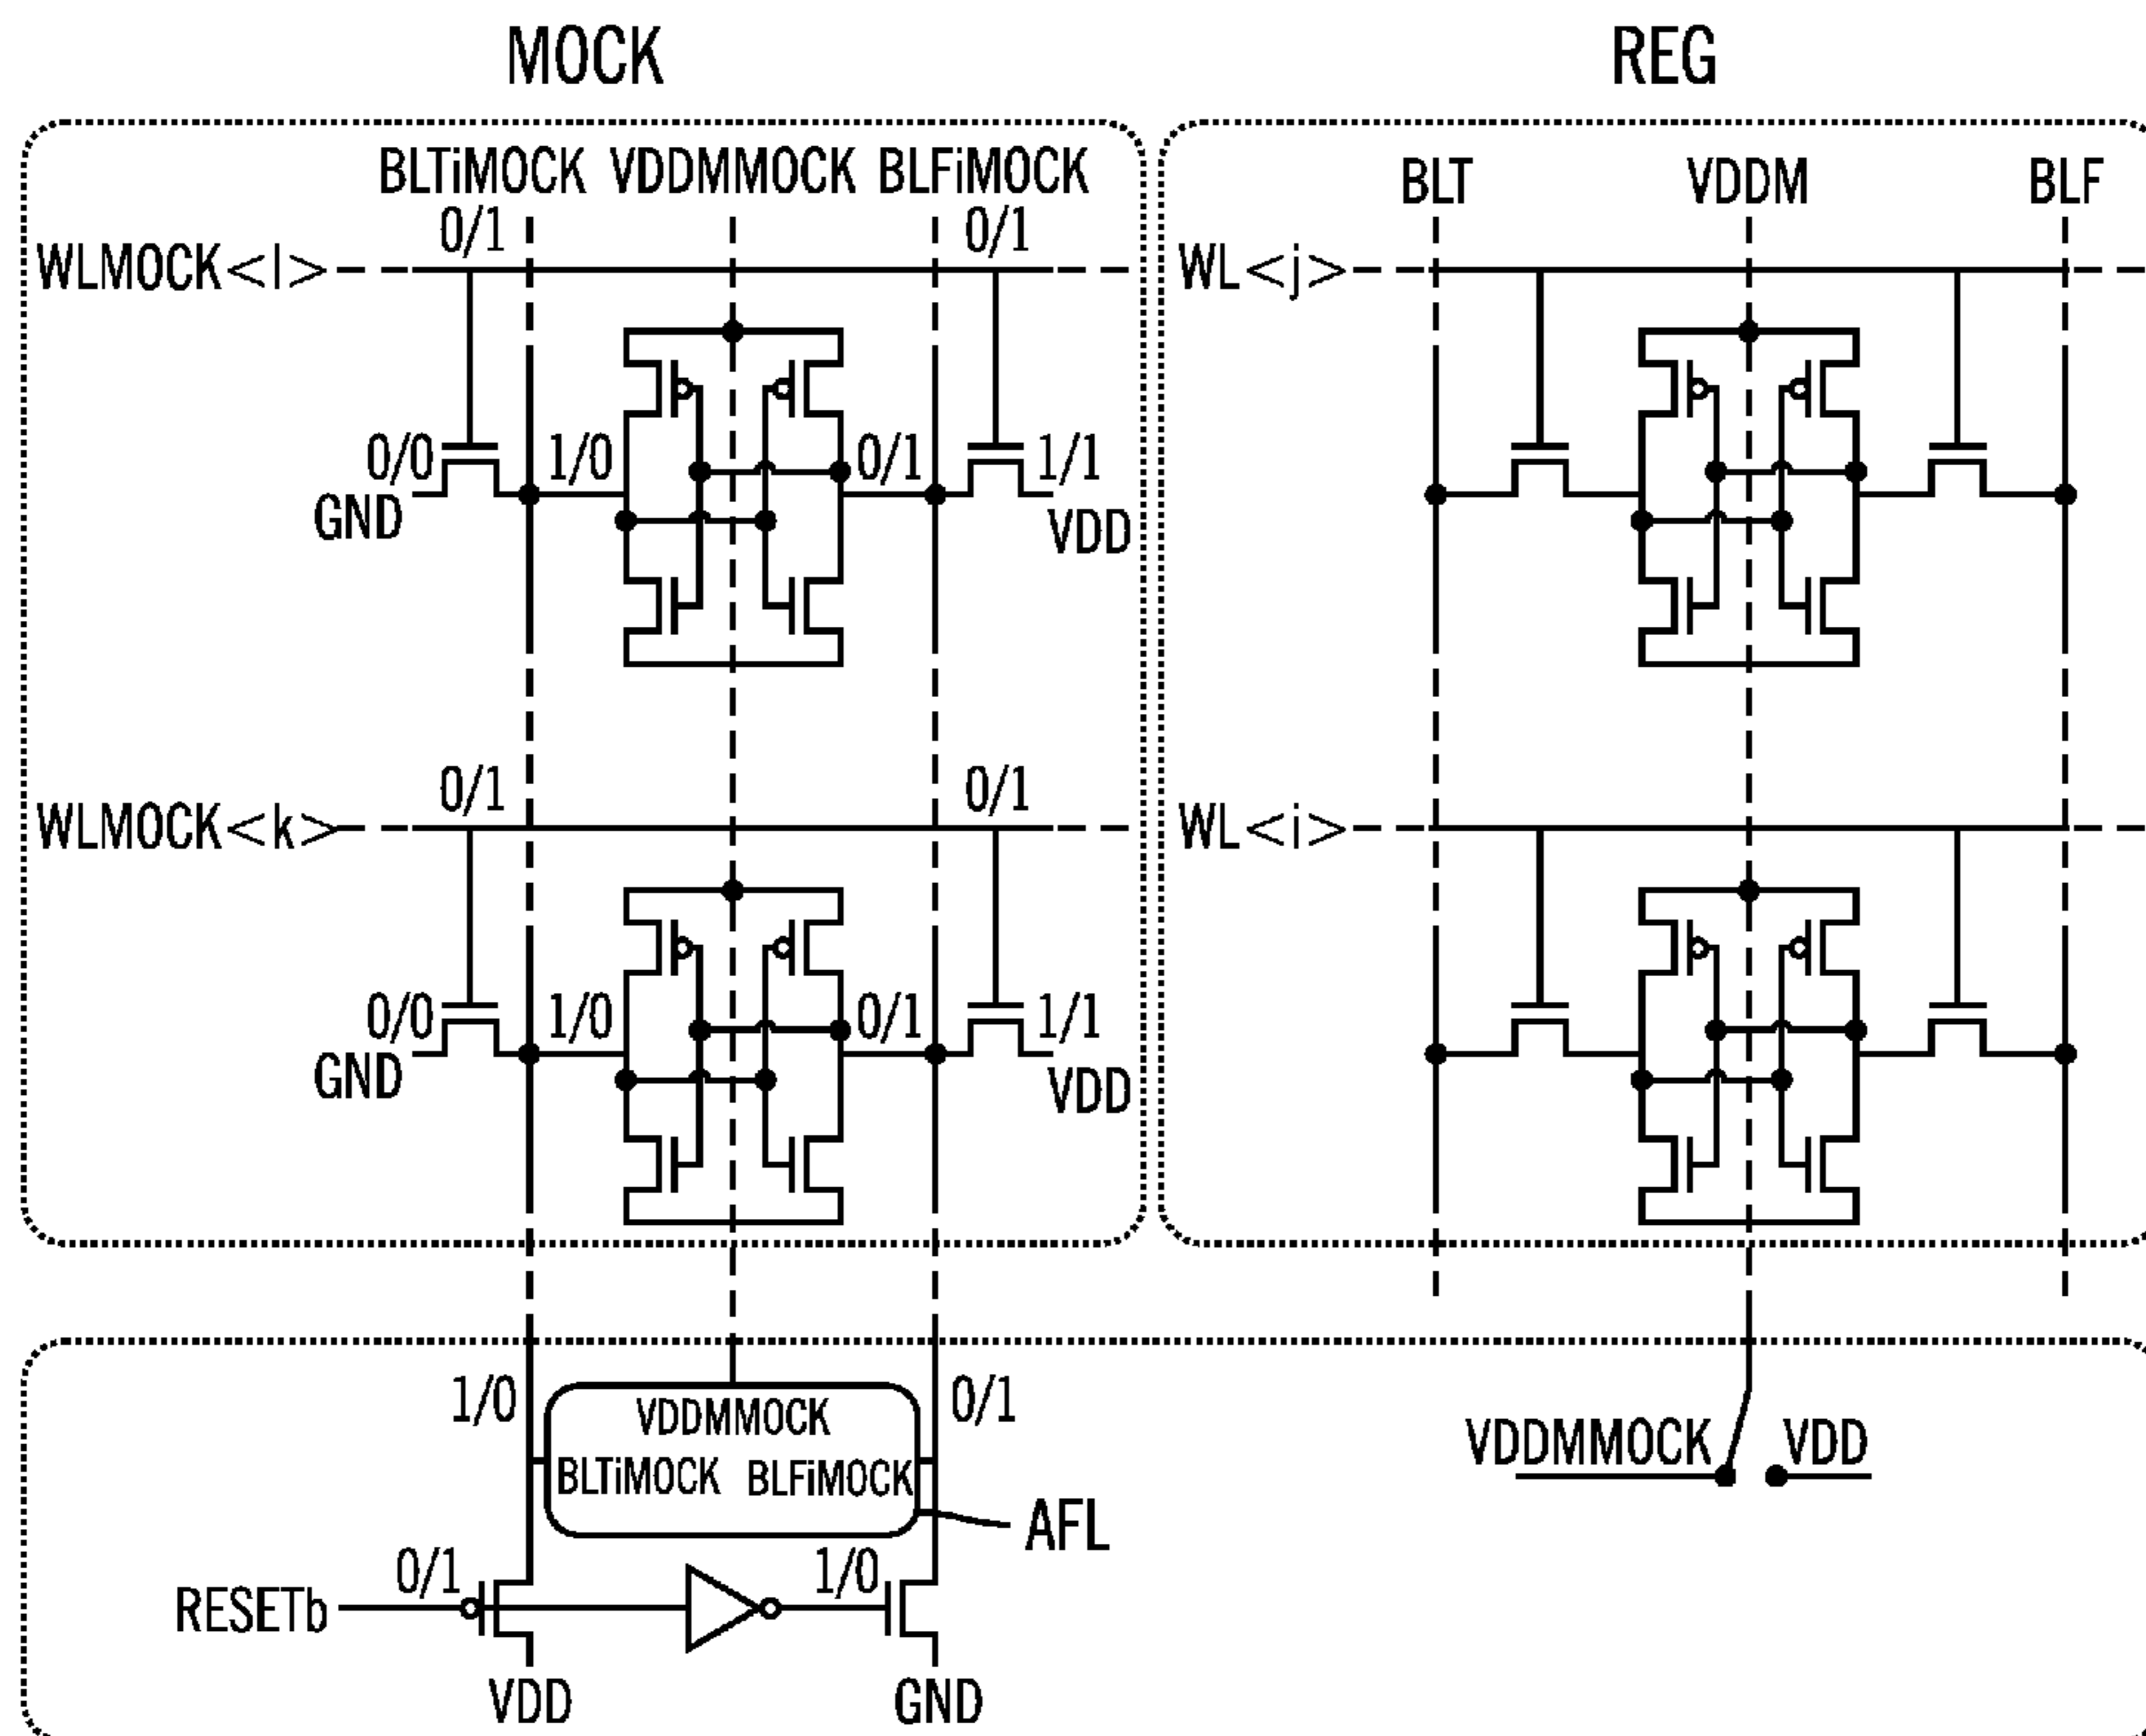 MOCK REG
BLTiMOCK VDDMMOCK BLFiMOCK BLT VDDM BLF
0/1 0/1
WLMOCK<l> WL<j>
0/0 1/0 0/1 1/1
GND VDD
0/1 0/1
WLMOCK<k> WL<i>
0/0 1/0 0/1 1/1
GND VDD
1/0 VDDMMOCK 0/1
VDDMMOCK VDD
BLTiMOCK BLFiMOCK
AFL
0/1 1/0
RESETb
VDD GND